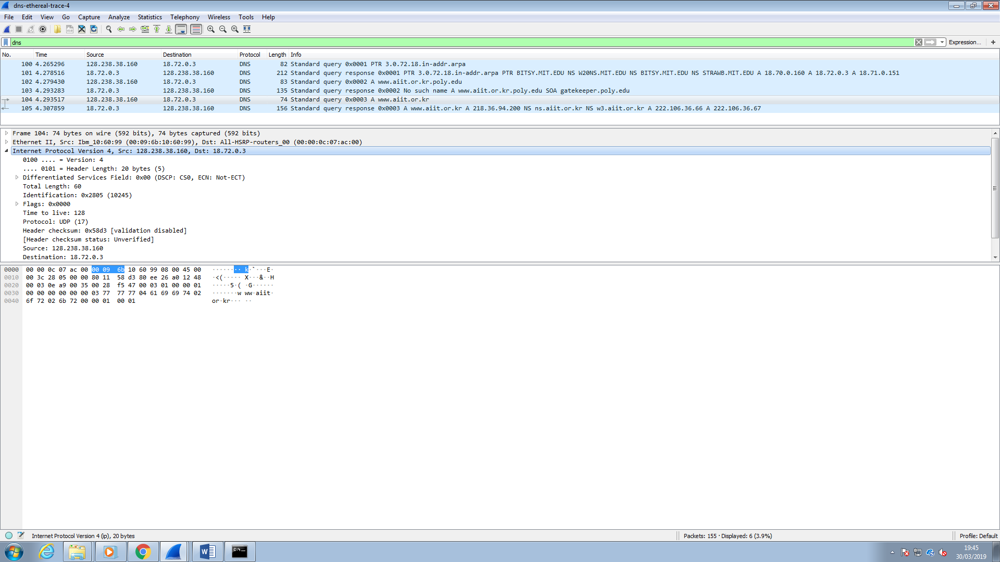 dns-ethereal-trace-4
File Edit View Go Capture Analyze Statistics Telephony Wireless Tools Help
dns Expression... +
No. Time Source Destination Protocol Length Info
100 4.265296 128.238.38.160 18.72.0.3 DNS 82 Standard query 0x0001 PTR 3.0.72.18.in-addr.arpa
101 4.278516 18.72.0.3 128.238.38.160 DNS 212 Standard query response 0x0001 PTR 3.0.72.18.in-addr.arpa PTR BITSY.MIT.EDU NS W20NS.MIT.EDU NS BITSY.MIT.EDU NS STRAWB.MIT.EDU A 18.70.0.160 A 18.72.0.3 A 18.71.0.151
102 4.279430 128.238.38.160 18.72.0.3 DNS 83 Standard query 0x0002 A www.aiit.or.kr.poly.edu
103 4.293283 18.72.0.3 128.238.38.160 DNS 135 Standard query response 0x0002 No such name A www.aiit.or.kr.poly.edu SOA gatekeeper.poly.edu
104 4.293517 128.238.38.160 18.72.0.3 DNS 74 Standard query 0x0003 A www.aiit.or.kr
105 4.307859 18.72.0.3 128.238.38.160 DNS 156 Standard query response 0x0003 A www.aiit.or.kr A 218.36.94.200 NS ns.aiit.or.kr NS w3.aiit.or.kr A 222.106.36.66 A 222.106.36.67
Frame 104: 74 bytes on wire (592 bits), 74 bytes captured (592 bits)
Ethernet II, Src: Ibm_10:60:99 (00:09:6b:10:60:99), Dst: All-HSRP-routers_00 (00:00:0c:07:ac:00)
Internet Protocol Version 4, Src: 128.238.38.160, Dst: 18.72.0.3
0100 .... = Version: 4
.... 0101 = Header Length: 20 bytes (5)
Differentiated Services Field: 0x00 (DSCP: CS0, ECN: Not-ECT)
Total Length: 60
Identification: 0x2805 (10245)
Flags: 0x0000
Time to live: 128
Protocol: UDP (17)
Header checksum: 0x58d3 [validation disabled]
[Header checksum status: Unverified]
Source: 128.238.38.160
Destination: 18.72.0.3
0000 00 00 0c 07 ac 00 00 09 6b 10 60 99 08 00 45 00 ········ k·`···E·
0010 00 3c 28 05 00 00 80 11 58 d3 80 ee 26 a0 12 48 ·<(····· X···&··H
0020 00 03 0e a9 00 35 00 28 f5 47 00 03 01 00 00 01 ·····5·( ·G······
0030 00 00 00 00 00 00 03 77 77 77 04 61 69 69 74 02 ·······w ww·aiit·
0040 6f 72 02 6b 72 00 00 01 00 01 or·kr··· ··
Internet Protocol Version 4 (ip), 20 bytes Packets: 155 · Displayed: 6 (3.9%) Profile: Default
C:\_ 19:45
30/03/2019